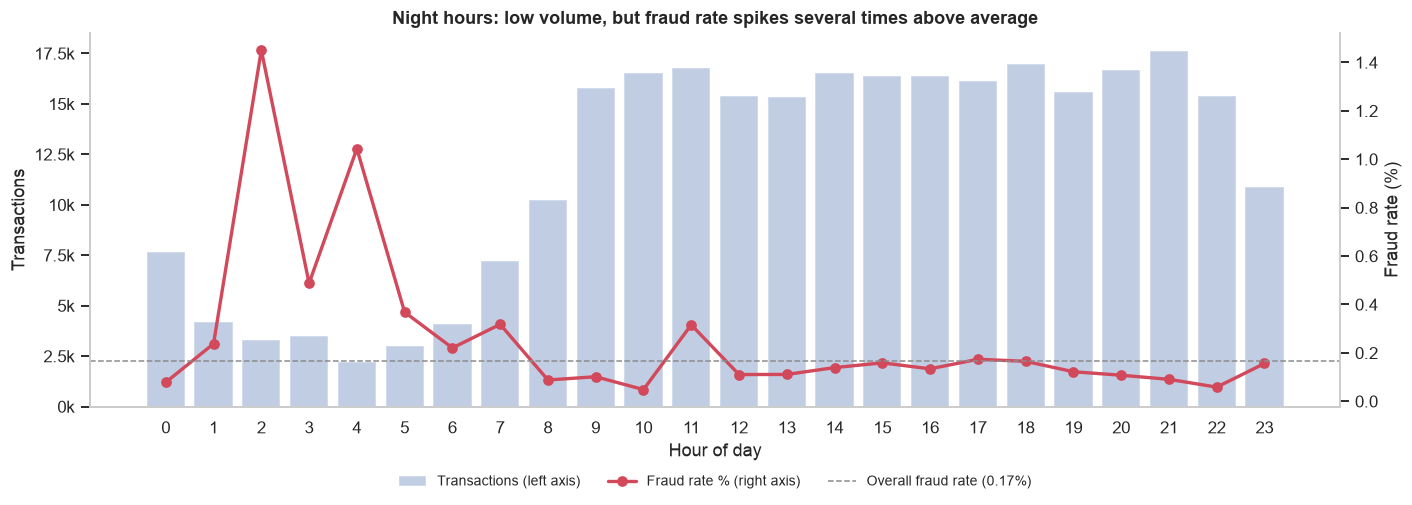 Night hours: low volume, but fraud rate spikes several times above average
Transactions
17.5k
15k
12.5k
10k
7.5k
5k
2.5k
0k
1.4
1.2
1.0
0.8
0.6
0.4
0.2
0.0
Fraud rate (%)
0 1 2 3 4 5 6 7 8 9 10 11 12 13 14 15 16 17 18 19 20 21 22 23
Hour of day
Transactions (left axis) Fraud rate % (right axis) Overall fraud rate (0.17%)